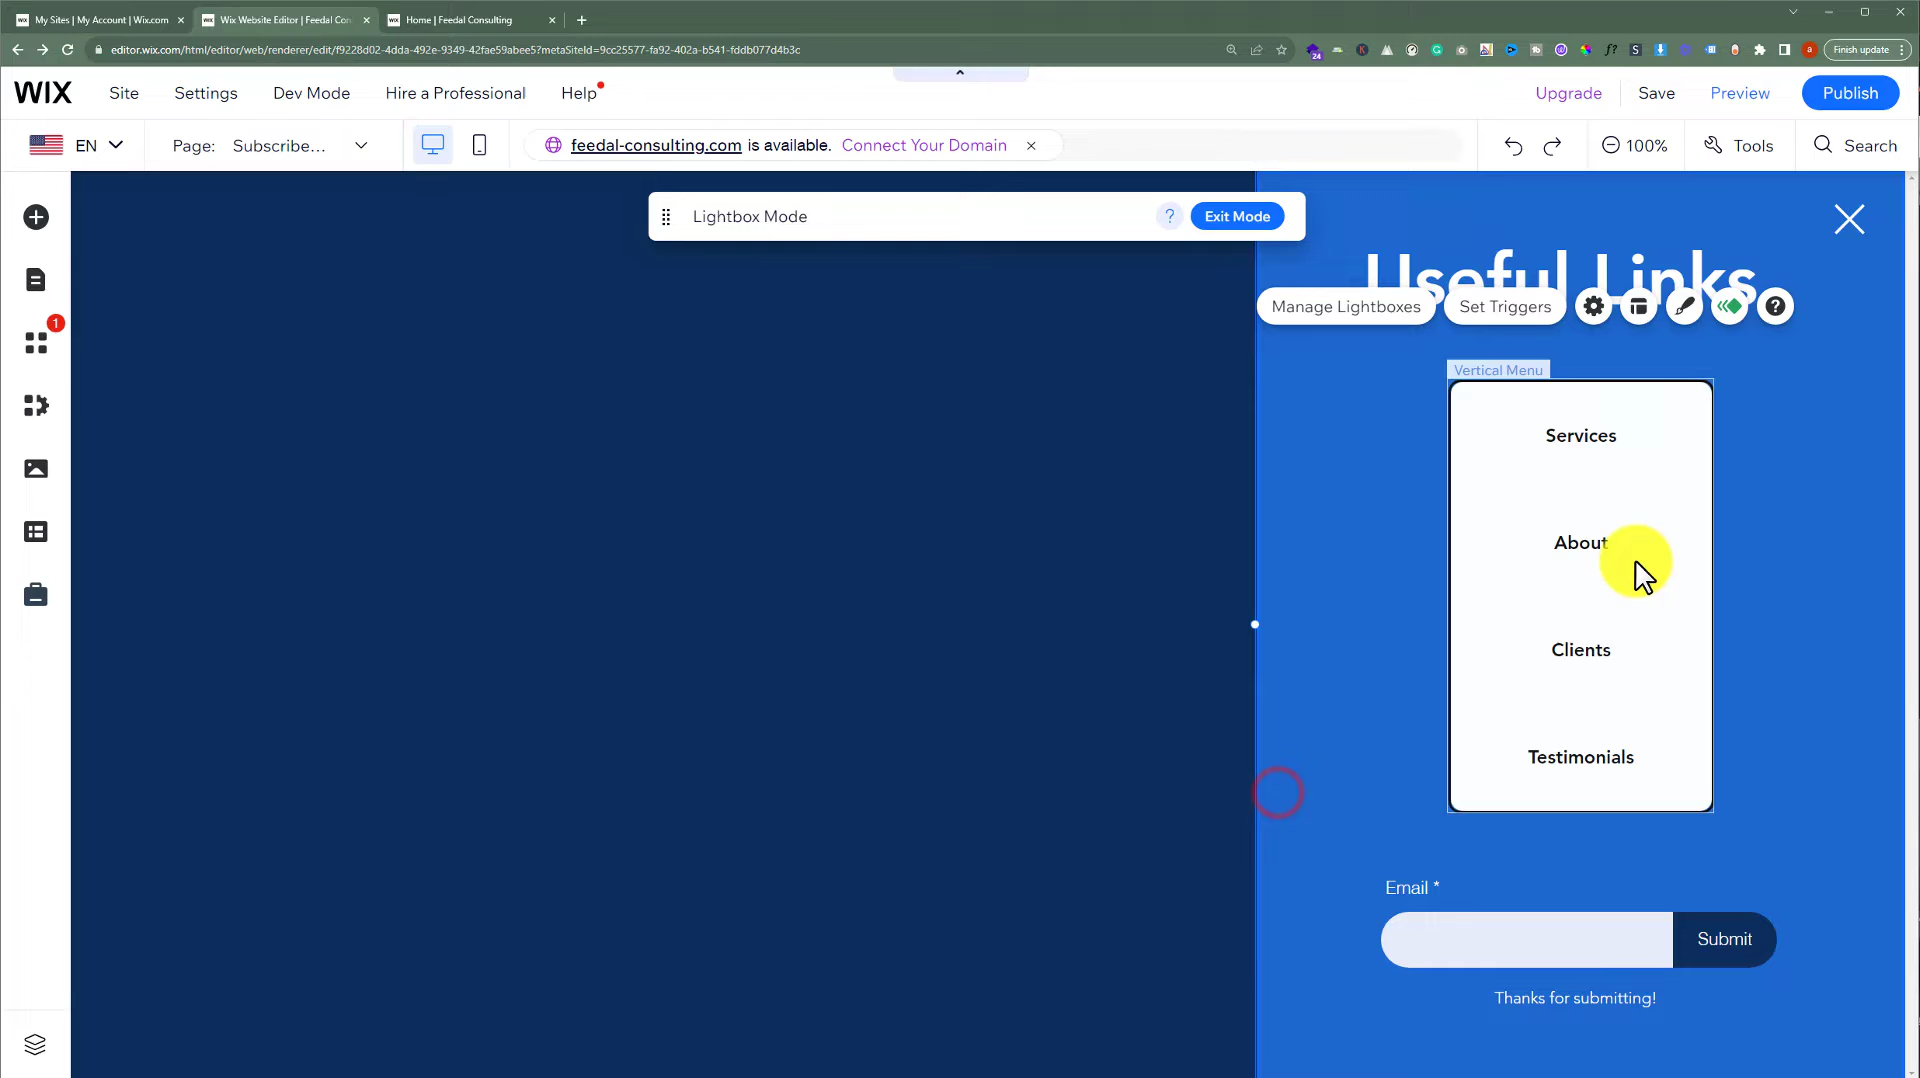 My Sites | My Account | Wix.com
Wix Website Editor | Feedal Con
Home | Feedal Consulting
editor.wix.com/html/editor/web/renderer/edit/f9228d02-4dda-492e-9349-42fae59abee5?metaSiteId=9cc25577-fa92-402a-b541-fddb077d4b3c
24
Finish update
WIX
Site
Settings
Dev Mode
Hire a Professional
Help
Upgrade
Save
Preview
Publish
EN
Page: Subscribe...
feedal-consulting.com is available. Connect Your Domain
100%
Tools
Search
1
Lightbox Mode
?
Exit Mode
Useful Links
Manage Lightboxes
Set Triggers
?
Vertical Menu
Services
About
Clients
Testimonials
Email *
Submit
Thanks for submitting!